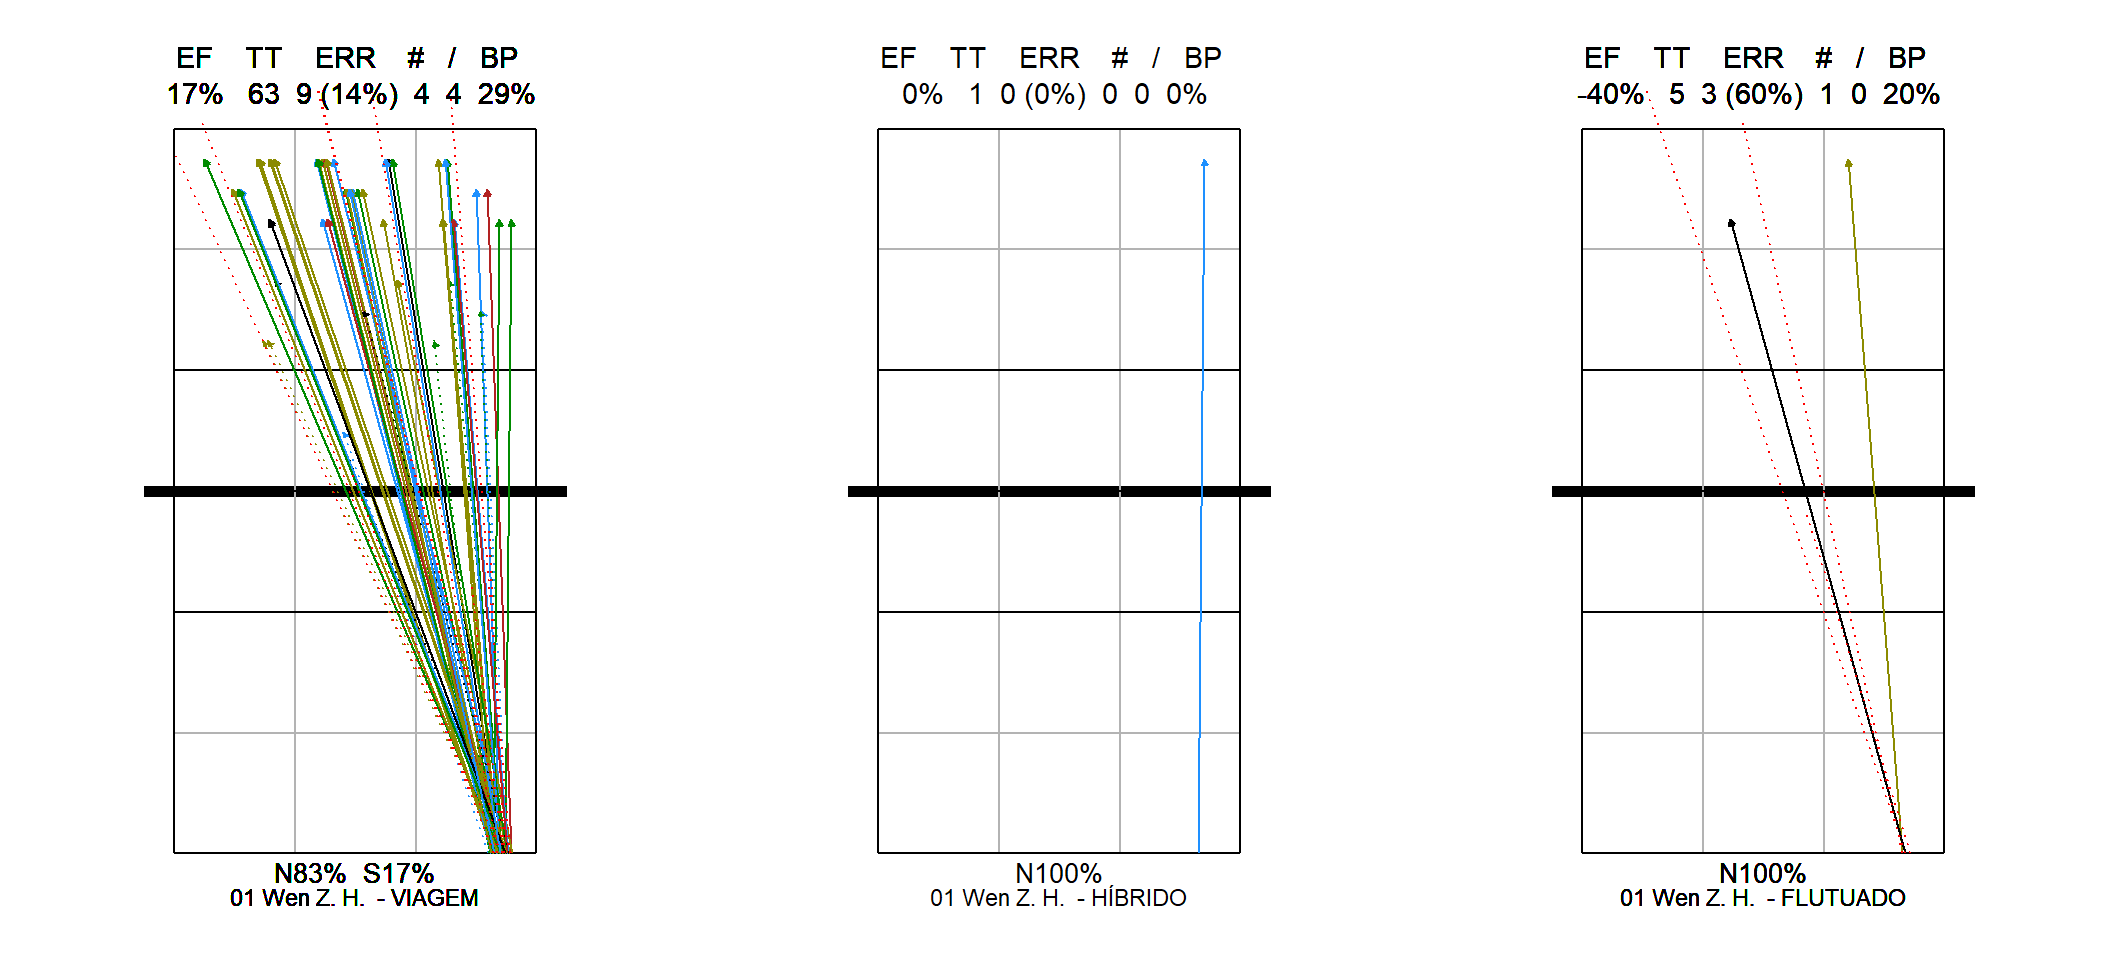 EF TT ERR # / BP
17% 63 9 (14%) 4 4 29%
N83% S17%
01 Wen Z. H. - VIAGEM
EF TT ERR # / BP
0% 1 0 (0%) 0 0 0%
N100%
01 Wen Z. H. - HÍBRIDO
EF TT ERR # / BP
-40% 5 3 (60%) 1 0 20%
N100%
01 Wen Z. H. - FLUTUADO